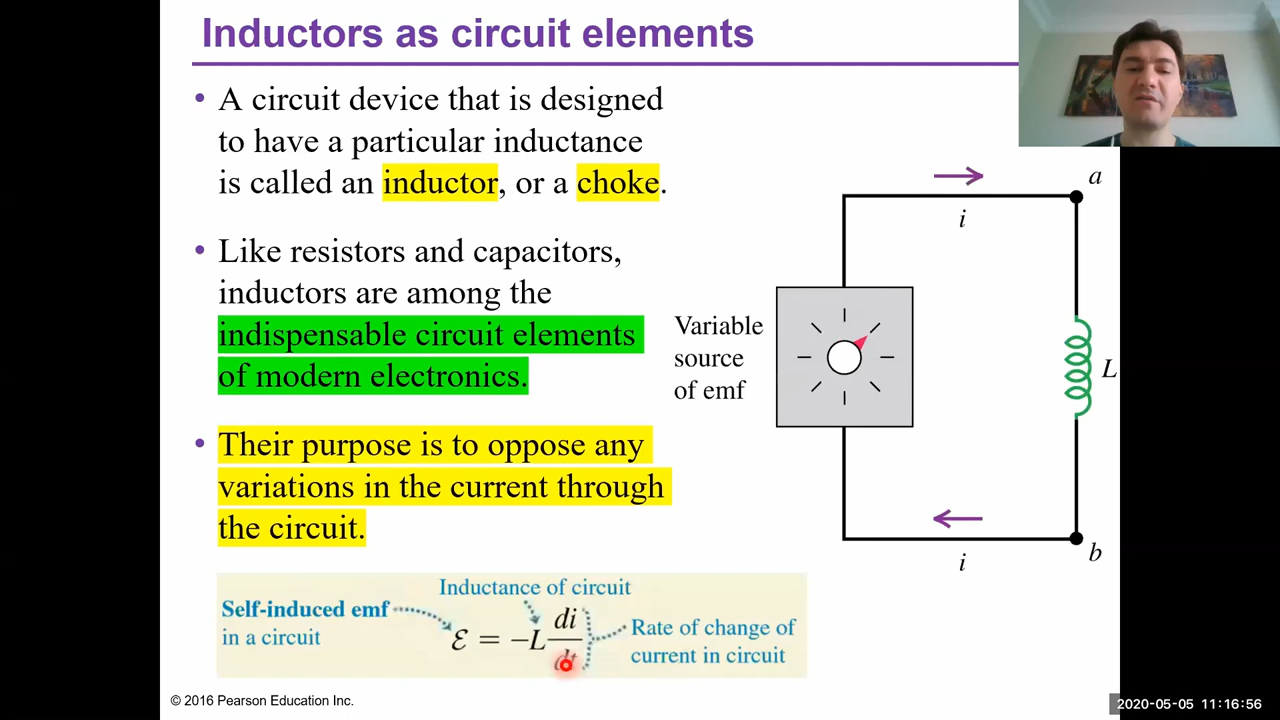 Inductors as circuit elements
• A circuit device that is designed
to have a particular inductance
is called an inductor, or a choke.
• Like resistors and capacitors,
inductors are among the
indispensable circuit elements
of modern electronics.
• Their purpose is to oppose any
variations in the current through
the circuit.
Variable
source
of emf
i
a
L
i
b
Inductance of circuit
Self-induced emf
in a circuit
ℰ = −L di/dt
Rate of change of
current in circuit
© 2016 Pearson Education Inc.
2020-05-05 11:16:56